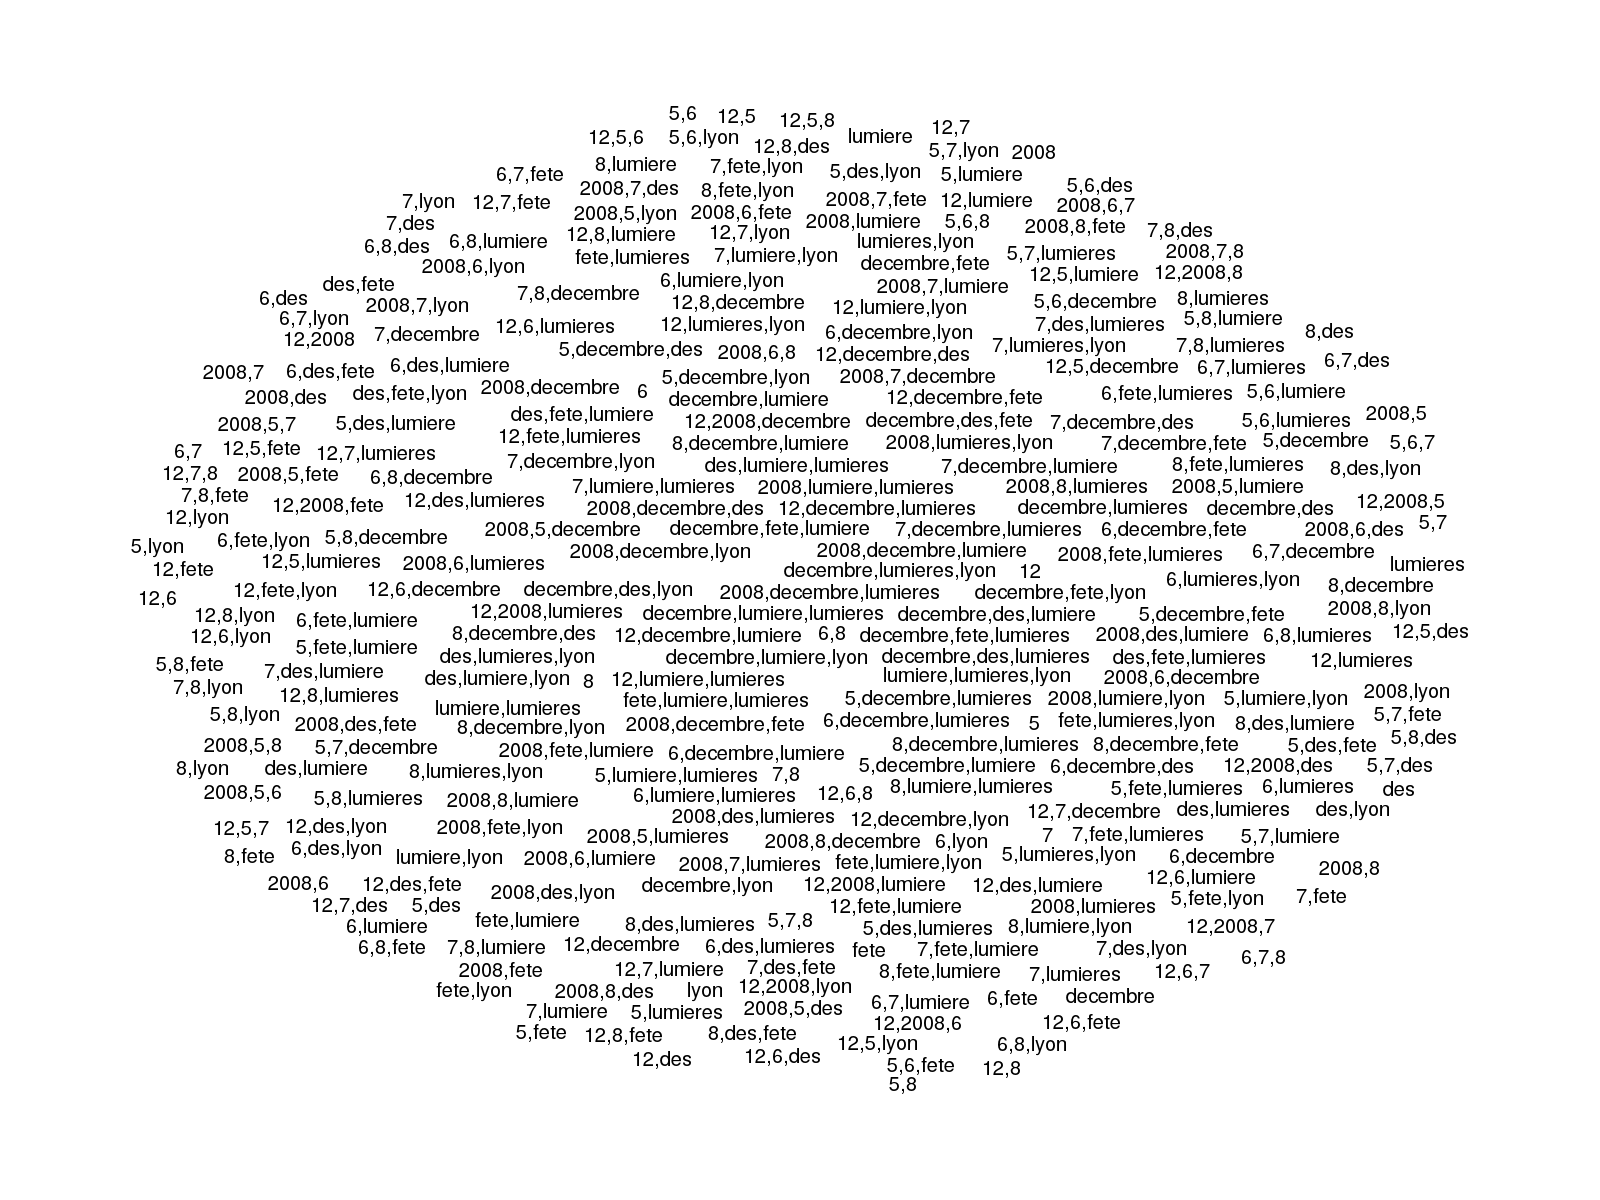 5,6 12,5 12,5,8 12,7
12,5,6 5,6,lyon 12,8,des lumiere 5,7,lyon 2008
6,7,fete 8,lumiere 7,fete,lyon 5,des,lyon 5,lumiere
7,lyon 12,7,fete 2008,7,des 8,fete,lyon 2008,7,fete 12,lumiere 5,6,des
2008,6,7
7,des 2008,5,lyon 2008,6,fete 2008,lumiere 5,6,8 2008,8,fete 7,8,des
6,8,des 6,8,lumiere 12,8,lumiere 12,7,lyon lumieres,lyon 5,7,lumieres 2008,7,8
2008,6,lyon fete,lumieres 7,lumiere,lyon decembre,fete 12,5,lumiere 12,2008,8
des,fete 6,lumiere,lyon 2008,7,lumiere
6,des 2008,7,lyon 7,8,decembre 12,8,decembre 12,lumiere,lyon 5,6,decembre 8,lumieres
6,7,lyon 12,6,lumieres 12,lumieres,lyon 6,decembre,lyon 7,des,lumieres 5,8,lumiere 8,des
12,2008 7,decembre 5,decembre,des 2008,6,8 12,decembre,des 7,lumieres,lyon 7,8,lumieres
2008,7 6,des,fete 6,des,lumiere 5,decembre,lyon 2008,7,decembre 12,5,decembre 6,7,lumieres 6,7,des
2008,des des,fete,lyon 2008,decembre 6 decembre,lumiere 12,decembre,fete 6,fete,lumieres 5,6,lumiere
2008,5,7 5,des,lumiere des,fete,lumiere 12,2008,decembre decembre,des,fete 7,decembre,des 5,6,lumieres 2008,5
6,7 12,5,fete 12,7,lumieres 12,fete,lumieres 8,decembre,lumiere 2008,lumieres,lyon 7,decembre,fete 5,decembre 5,6,7
12,7,8 2008,5,fete 6,8,decembre 7,decembre,lyon des,lumiere,lumieres 7,decembre,lumiere 8,fete,lumieres 8,des,lyon
7,8,fete 12,2008,fete 12,des,lumieres 7,lumiere,lumieres 2008,lumiere,lumieres 2008,8,lumieres 2008,5,lumiere 12,2008,5
12,lyon 2008,decembre,des 12,decembre,lumieres decembre,lumieres decembre,des
5,lyon 6,fete,lyon 5,8,decembre 2008,5,decembre decembre,fete,lumiere 7,decembre,lumieres 6,decembre,fete 2008,6,des 5,7
12,fete 12,5,lumieres 2008,6,lumieres 2008,decembre,lyon 2008,decembre,lumiere 2008,fete,lumieres 6,7,decembre lumieres
decembre,lumieres,lyon 12 6,lumieres,lyon 8,decembre
12,6 12,fete,lyon 12,6,decembre decembre,des,lyon 2008,decembre,lumieres decembre,fete,lyon
12,8,lyon 6,fete,lumiere 12,2008,lumieres decembre,lumiere,lumieres decembre,des,lumiere 5,decembre,fete 2008,8,lyon
12,6,lyon 5,fete,lumiere 8,decembre,des 12,decembre,lumiere 6,8 decembre,fete,lumieres 2008,des,lumiere 6,8,lumieres 12,5,des
5,8,fete 7,des,lumiere des,lumieres,lyon decembre,lumiere,lyon decembre,des,lumieres des,fete,lumieres 12,lumieres
7,8,lyon 12,8,lumieres des,lumiere,lyon 8 12,lumiere,lumieres lumiere,lumieres,lyon 2008,6,decembre
lumiere,lumieres fete,lumiere,lumieres 5,decembre,lumieres 2008,lumiere,lyon 5,lumiere,lyon 2008,lyon
5,8,lyon 2008,des,fete 8,decembre,lyon 2008,decembre,fete 6,decembre,lumieres 5 fete,lumieres,lyon 8,des,lumiere 5,7,fete
2008,5,8 5,7,decembre 2008,fete,lumiere 6,decembre,lumiere 8,decembre,lumieres 8,decembre,fete 5,des,fete 5,8,des
8,lyon des,lumiere 8,lumieres,lyon 5,lumiere,lumieres 7,8 5,decembre,lumiere 6,decembre,des 12,2008,des 5,7,des
2008,5,6 5,8,lumieres 2008,8,lumiere 6,lumiere,lumieres 12,6,8 8,lumiere,lumieres 5,fete,lumieres 6,lumieres des
12,5,7 12,des,lyon 2008,fete,lyon 2008,des,lumieres 12,decembre,lyon 12,7,decembre des,lumieres des,lyon
6,des,lyon 2008,5,lumieres 2008,8,decembre 6,lyon 7 7,fete,lumieres 5,7,lumiere
8,fete lumiere,lyon 2008,6,lumiere 2008,7,lumieres fete,lumiere,lyon 5,lumieres,lyon 6,decembre 2008,8
2008,6 12,des,fete 2008,des,lyon decembre,lyon 12,2008,lumiere 12,des,lumiere 12,6,lumiere
12,7,des 5,des 12,fete,lumiere 2008,lumieres 5,fete,lyon 7,fete
6,lumiere fete,lumiere 8,des,lumieres 5,7,8 5,des,lumieres 8,lumiere,lyon 12,2008,7
6,8,fete 7,8,lumiere 12,decembre 6,des,lumieres fete 7,fete,lumiere 7,des,lyon 6,7,8
2008,fete 12,7,lumiere 7,des,fete 8,fete,lumiere 7,lumieres 12,6,7
fete,lyon 2008,8,des lyon 12,2008,lyon 6,7,lumiere 6,fete decembre
7,lumiere 5,lumieres 2008,5,des 12,2008,6 12,6,fete
5,fete 12,8,fete 8,des,fete 12,5,lyon 6,8,lyon
12,des 12,6,des 5,6,fete 12,8
5,8